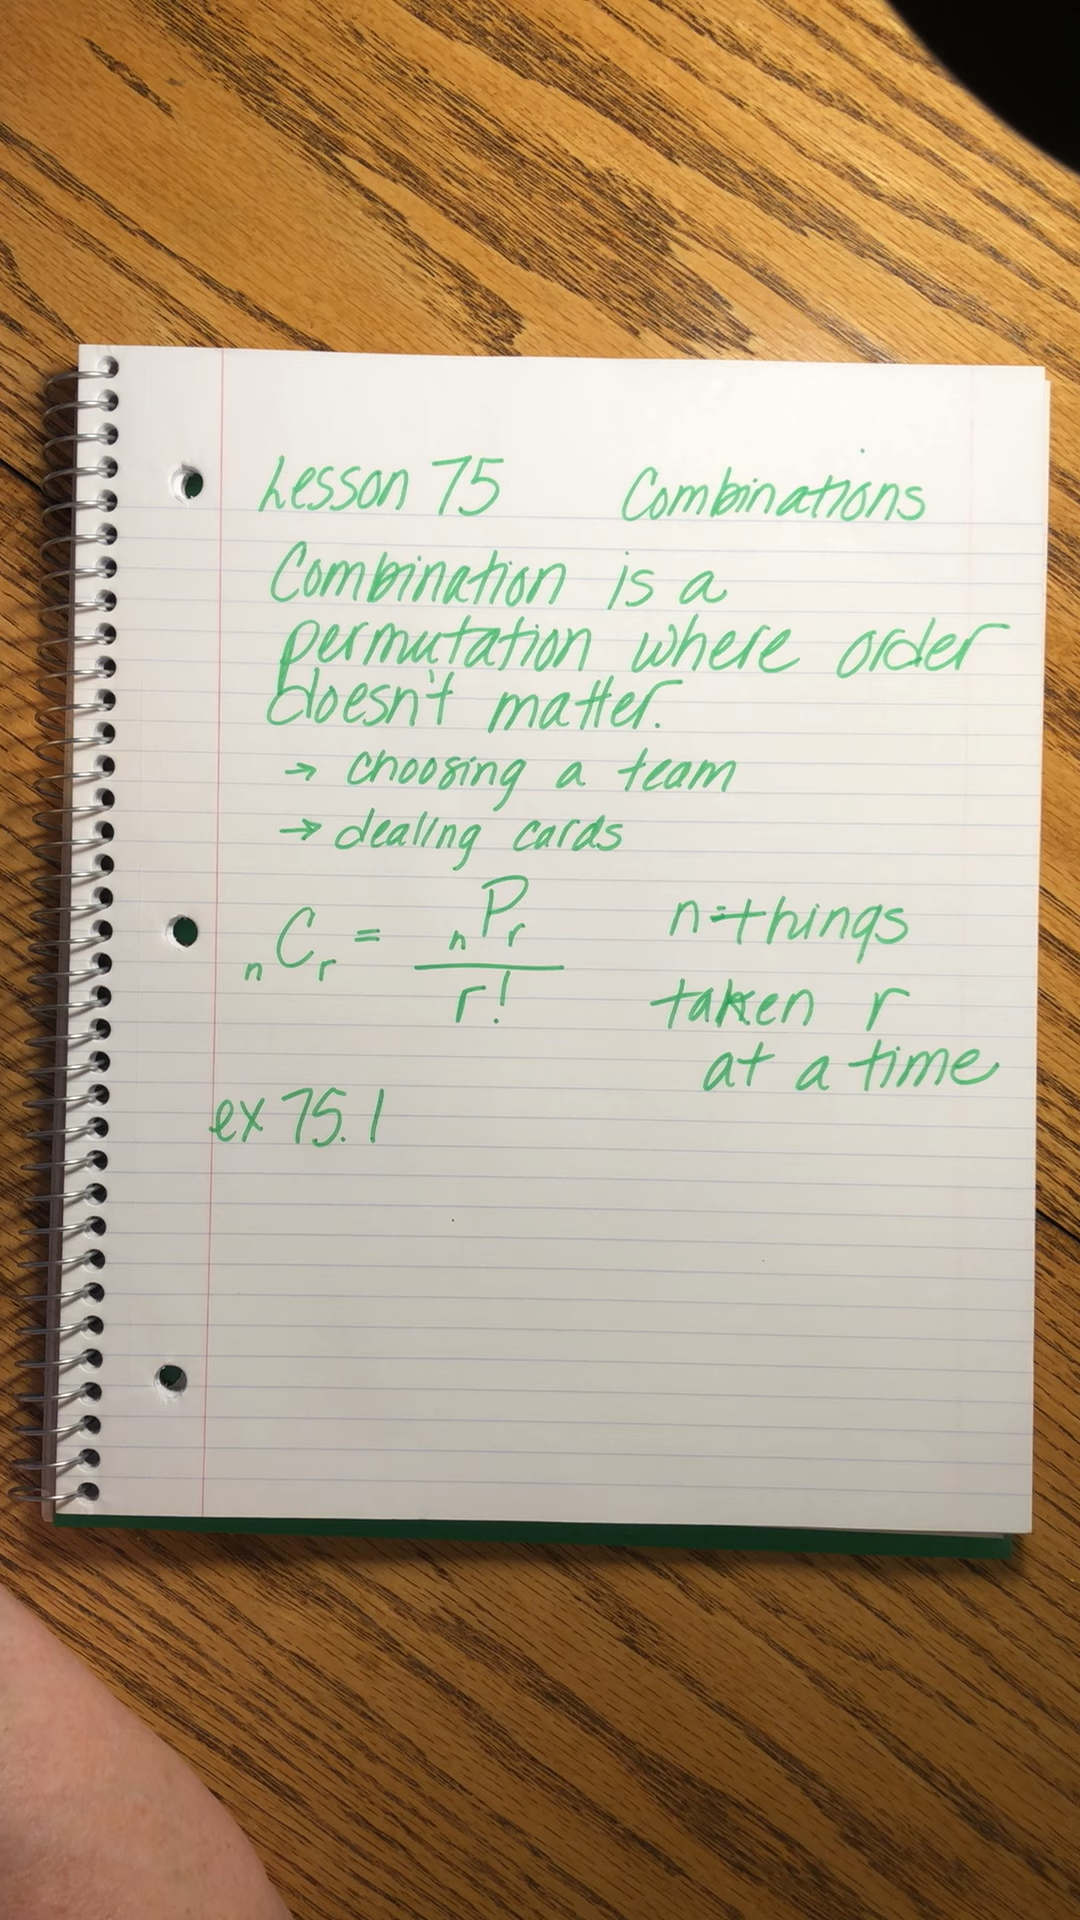 Lesson 75 Combinations
Combination is a
permutation where order
doesn't matter.
→ choosing a team
→ dealing cards
nCr = nPr / r! n=things
taken r
at a time
ex 75.1